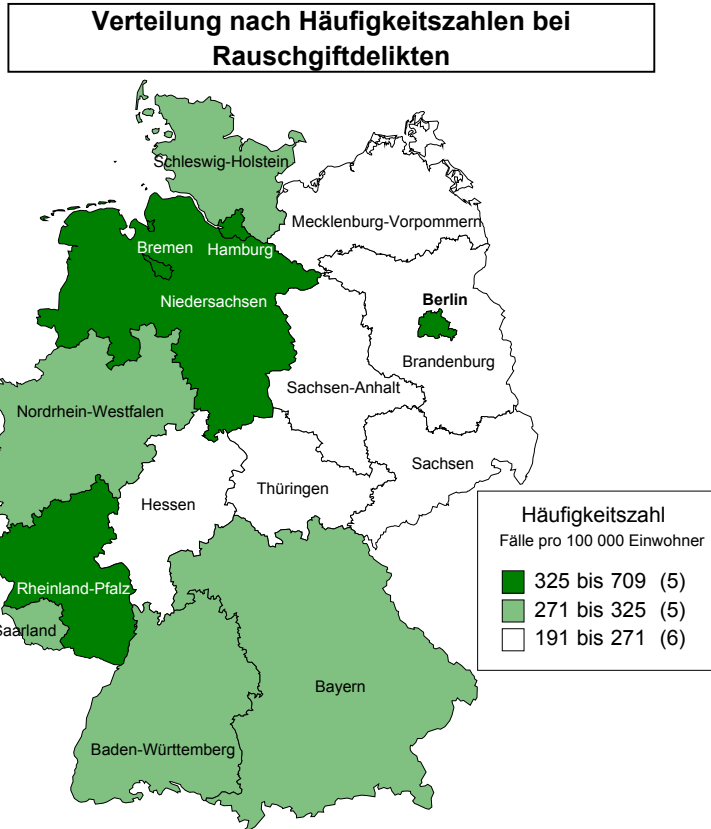 Verteilung nach Häufigkeitszahlen bei
Rauschgiftdelikten
Schleswig-Holstein
Mecklenburg-Vorpommern
Bremen
Hamburg
Niedersachsen
Berlin
Brandenburg
Sachsen-Anhalt
Nordrhein-Westfalen
Sachsen
Thüringen
Hessen
Häufigkeitszahl
Fälle pro 100 000 Einwohner
325 bis 709 (5)
271 bis 325 (5)
191 bis 271 (6)
Rheinland-Pfalz
Saarland
Bayern
Baden-Württemberg